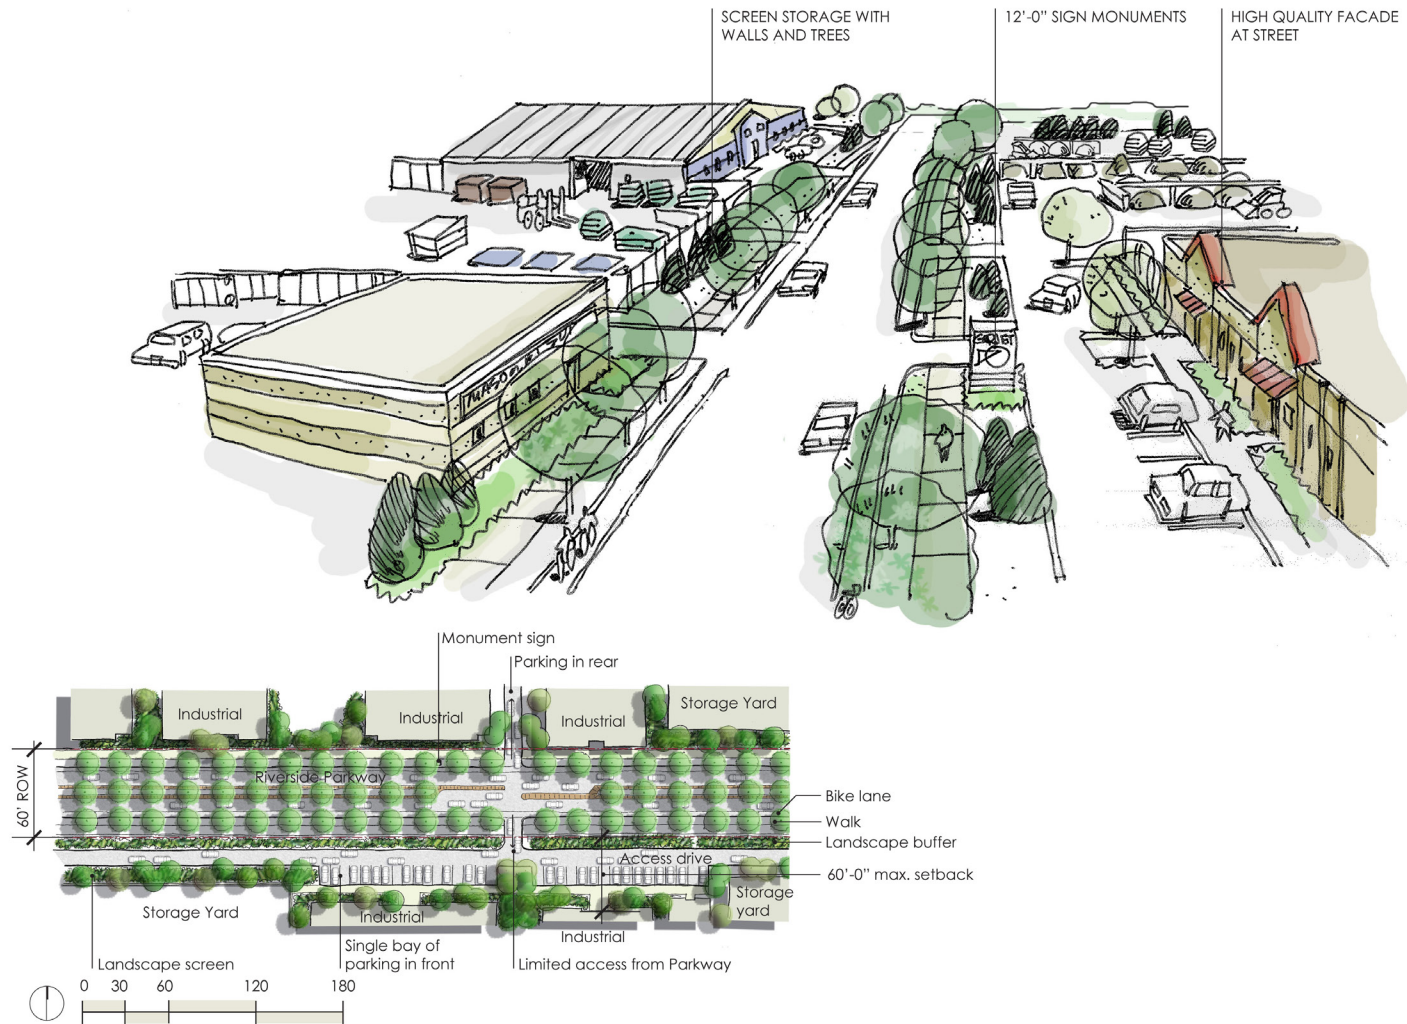 SCREEN STORAGE WITH
WALLS AND TREES
12'-0" SIGN MONUMENTS
HIGH QUALITY FACADE
AT STREET
Monument sign
Parking in rear
Industrial
Industrial
Industrial
Storage Yard
Riverside Parkway
60' ROW
Bike lane
Walk
Landscape buffer
Access drive
60'-0" max. setback
Storage Yard
Industrial
Industrial
Storage
yard
Landscape screen
Single bay of
parking in front
Limited access from Parkway
0 30 60 120 180